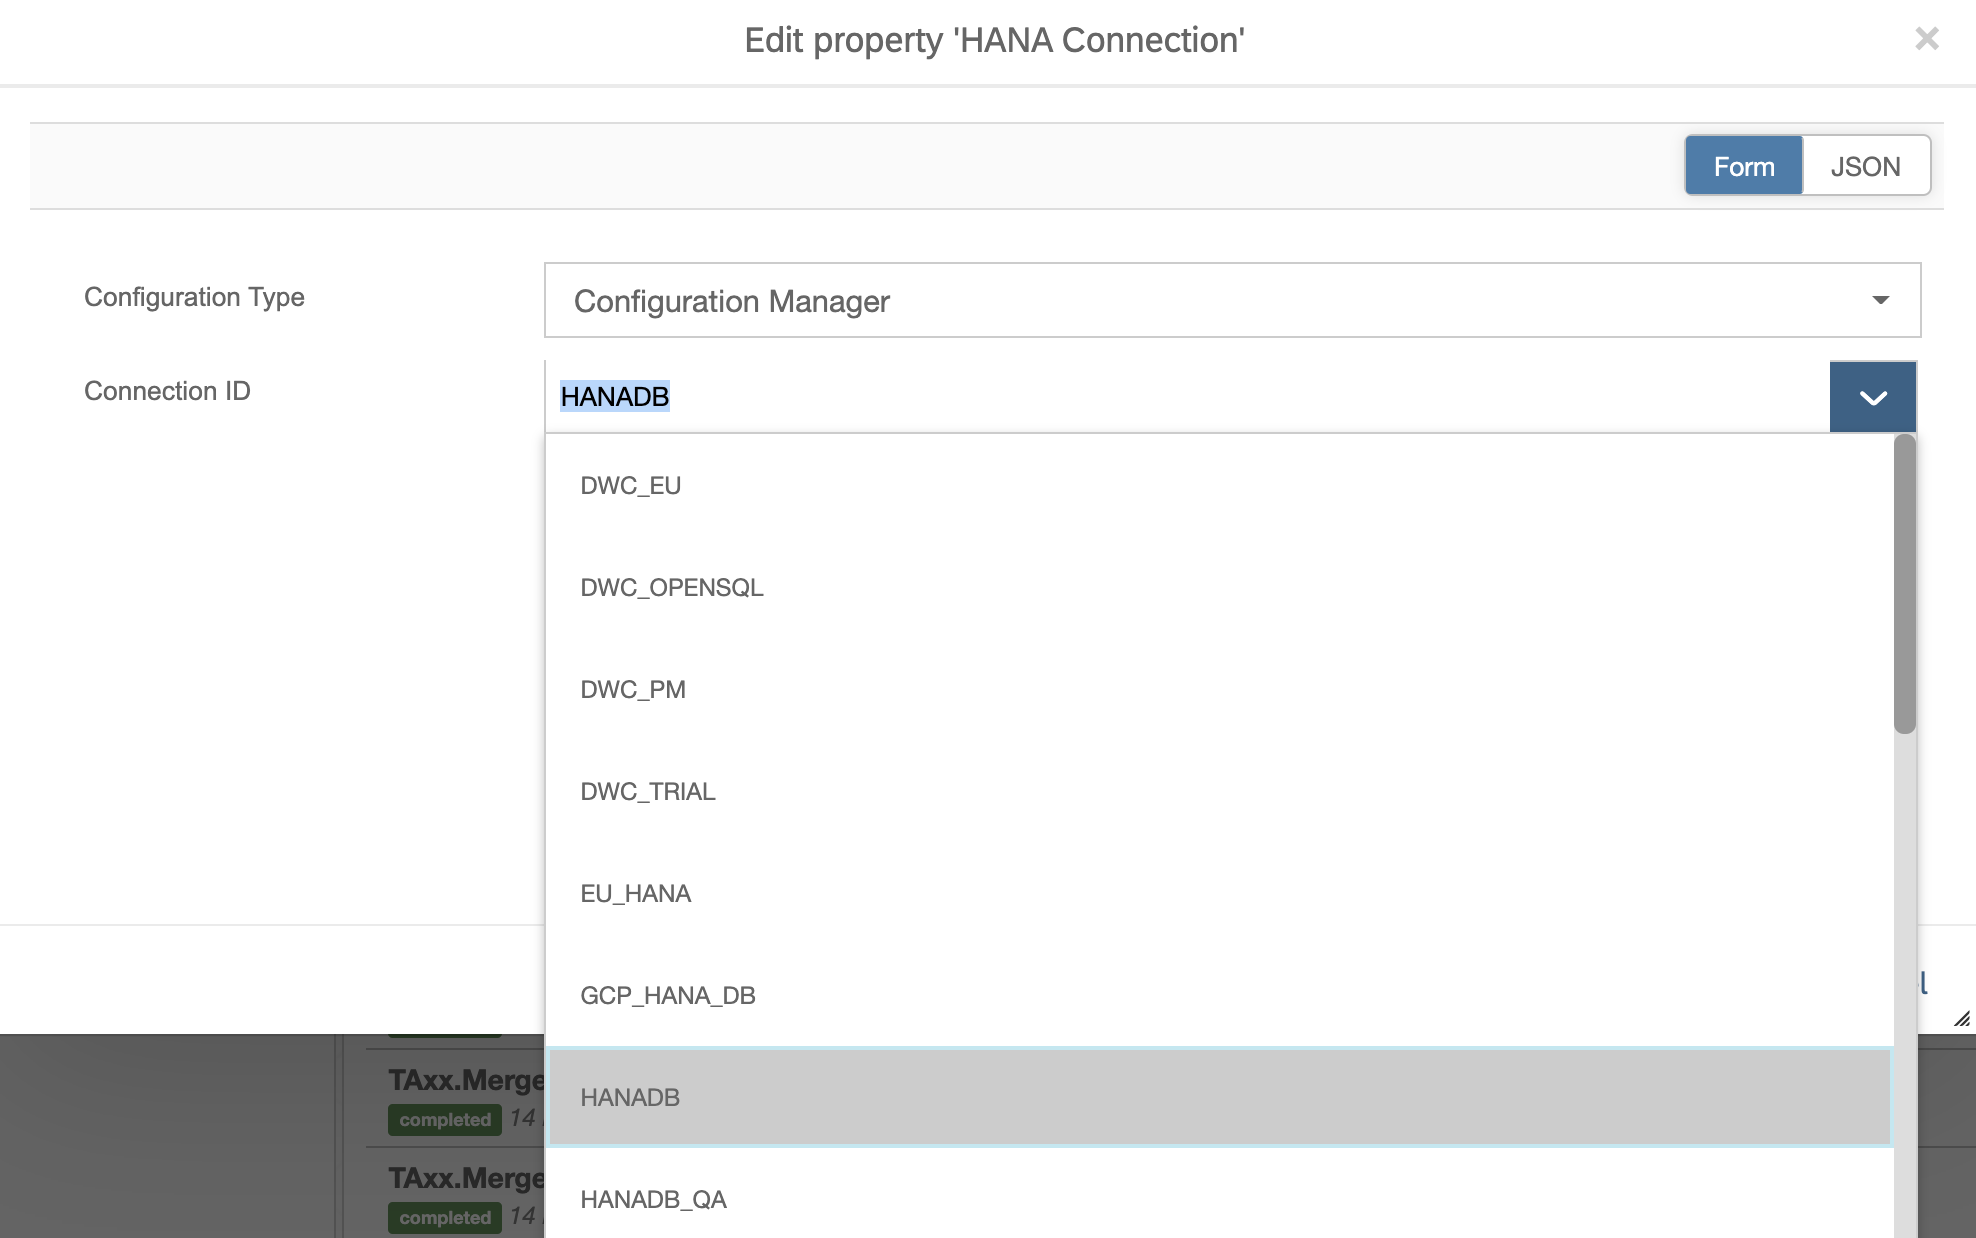 Edit property 'HANA Connection'
Form JSON
Configuration Type Configuration Manager
Connection ID HANADB
DWC_EU
DWC_OPENSQL
DWC_PM
DWC_TRIAL
EU_HANA
GCP_HANA_DB
HANADB
HANADB_QA
TAxx.Merge
completed 14
TAxx.Merge
completed 14